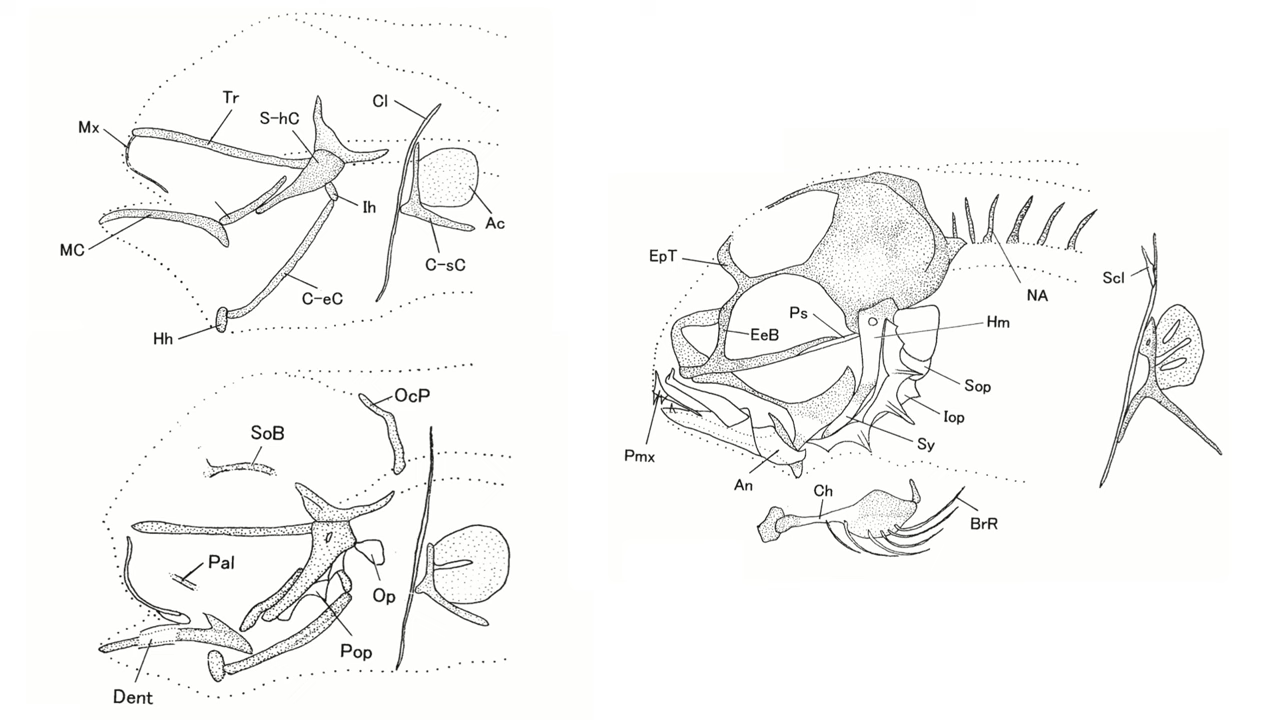 Tr
Cl
S-hC
Mx
Ih
Ac
MC
C-sC
C-eC
Hh
OcP
SoB
Pal
Op
Pop
Dent
EpT
Scl
NA
Ps
Hm
EeB
Sop
Iop
Sy
Pmx
An
Ch
BrR